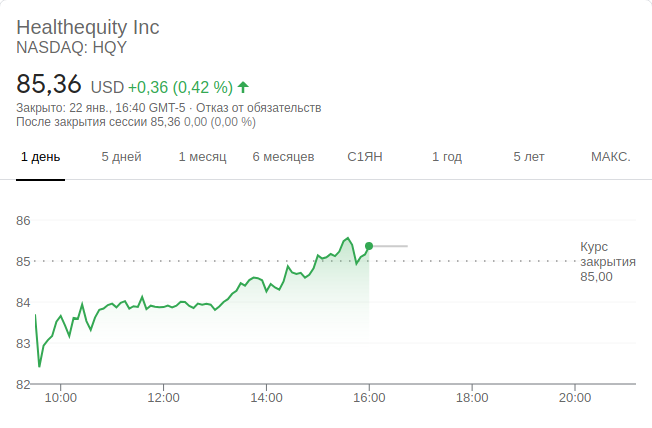 Healthequity Inc
NASDAQ: HQY
85,36 USD +0,36 (0,42 %)
Закрыто: 22 янв., 16:40 GMT-5 · Отказ от обязательств
После закрытия сессии 85,36 0,00 (0,00 %)
1 день 5 дней 1 месяц 6 месяцев С1ЯН 1 год 5 лет МАКС.
86
85
84
83
82
Курс
закрытия
85,00
10:00 12:00 14:00 16:00 18:00 20:00